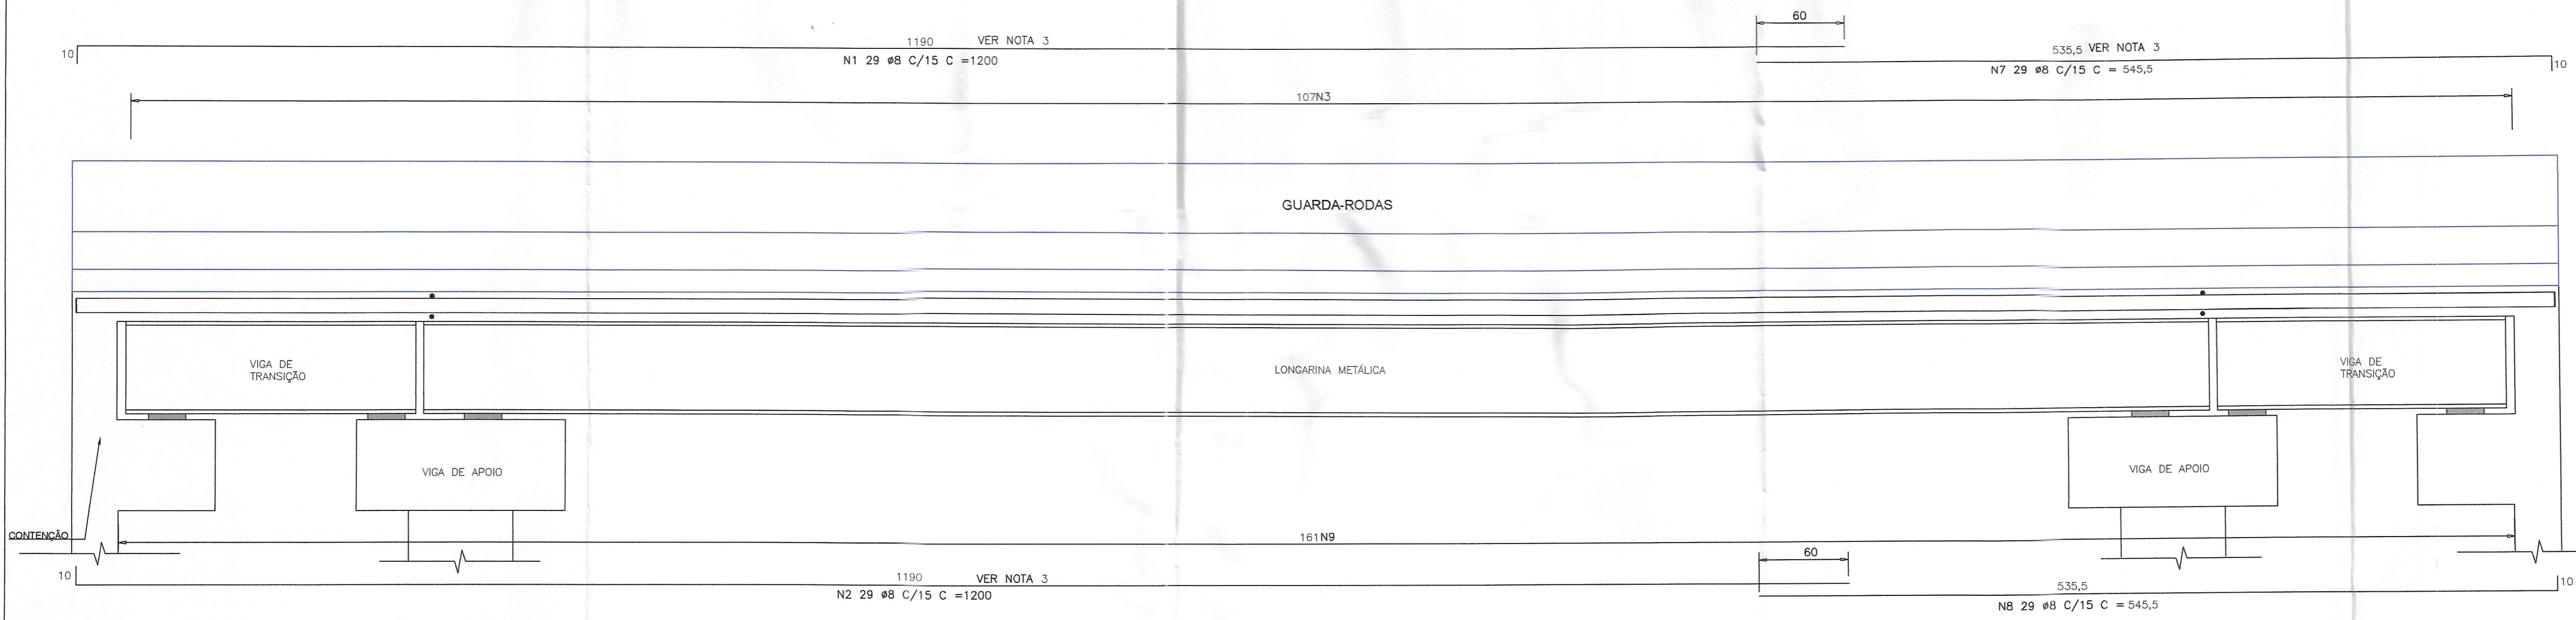 60
10
1190 VER NOTA 3
N1 29 ø8 C/15 C =1200
535,5 VER NOTA 3
N7 29 ø8 C/15 C = 545,5
10
107N3
GUARDA-RODAS
VIGA DE
TRANSIÇÃO
LONGARINA METÁLICA
VIGA DE
TRANSIÇÃO
VIGA DE APOIO
VIGA DE APOIO
CONTENÇÃO
161N9
60
10
1190 VER NOTA 3
N2 29 ø8 C/15 C =1200
535,5
N8 29 ø8 C/15 C = 545,5
10